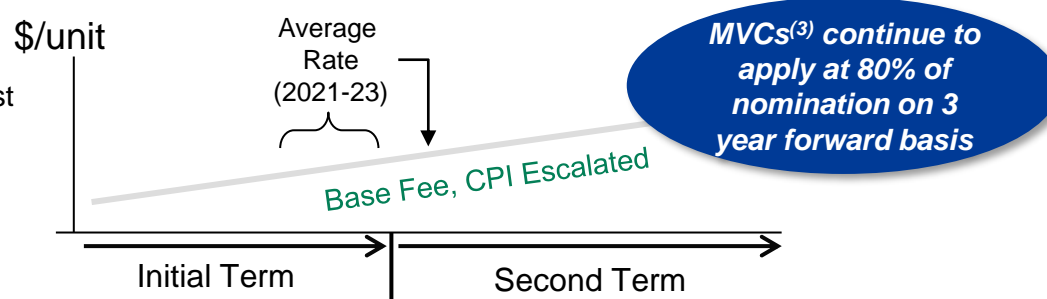 $/unit
st
Average
Rate
(2021-23)
MVCs(3) continue to
apply at 80% of
nomination on 3
year forward basis
Base Fee, CPI Escalated
Initial Term
Second Term